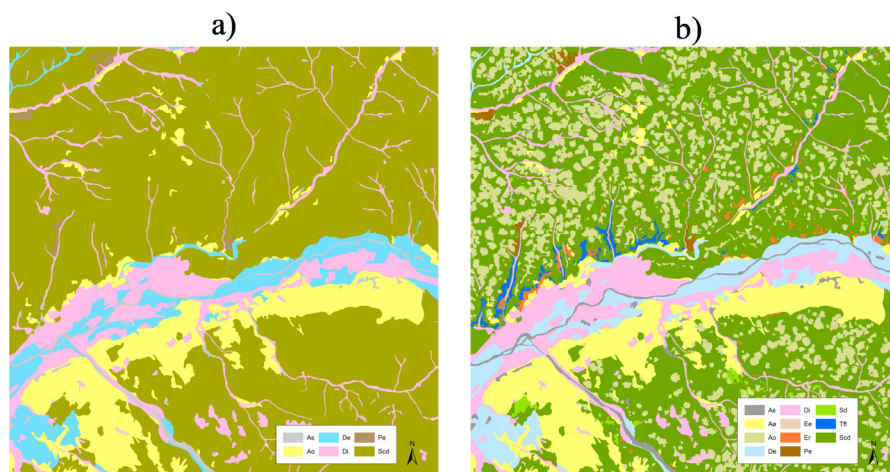 a)
b)
As De Pe
Ao Di Scd
N
As Di Sd
Aa Ee Tft
Ao Er Scd
De Pe
N